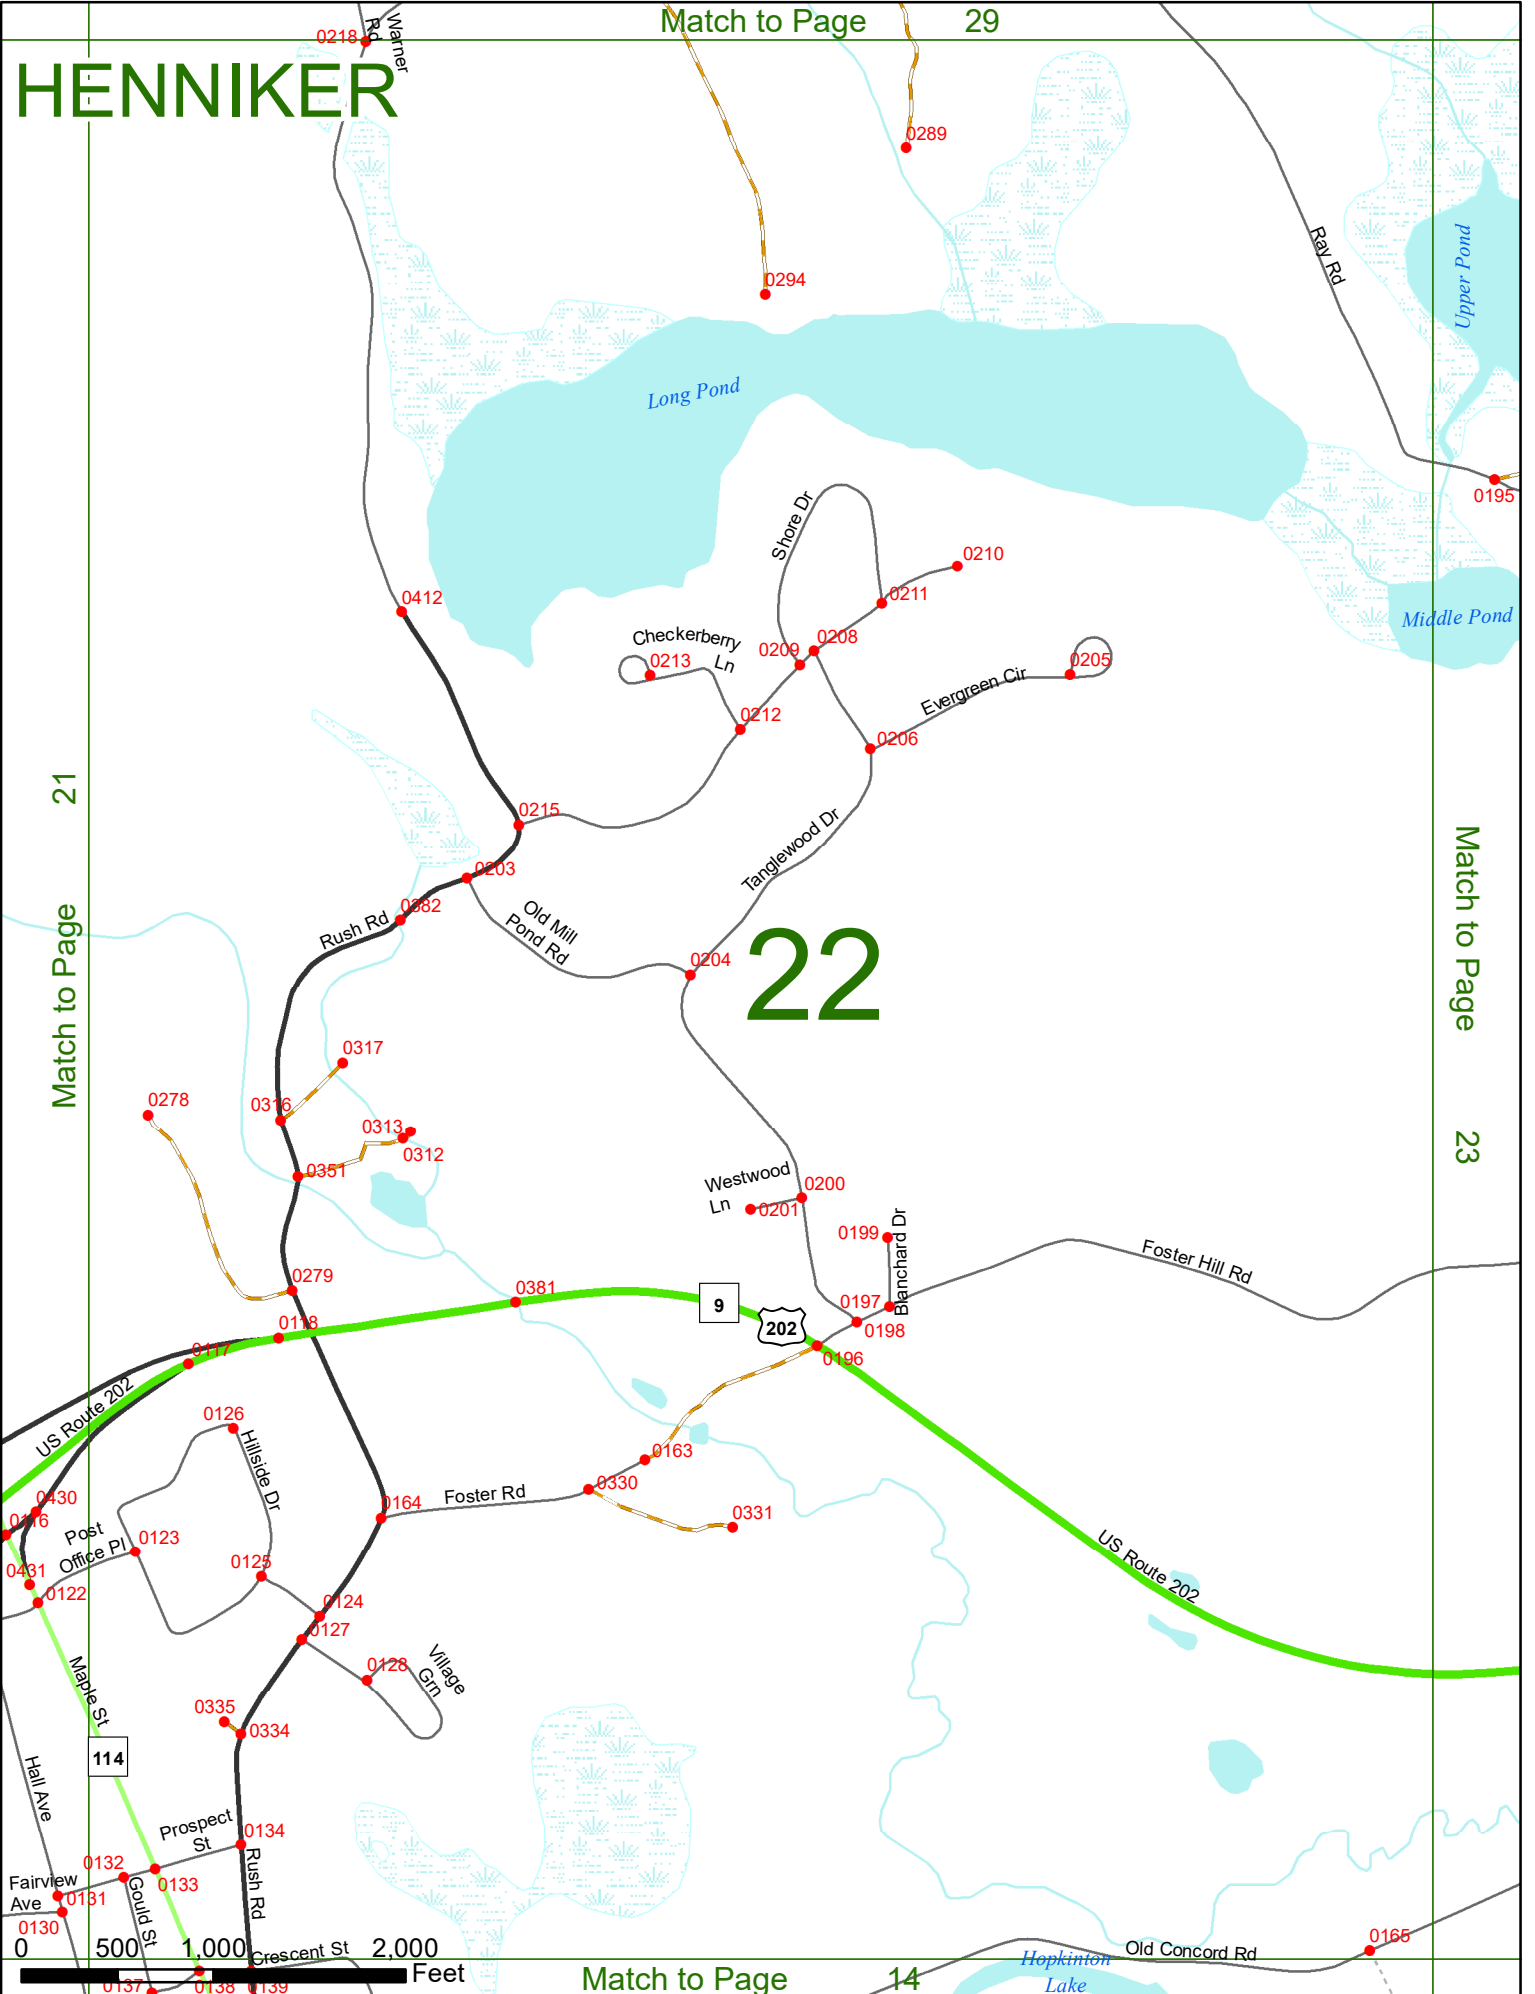 Match to Page 29
Warner
Rd
0218
HENNIKER
0289
Ray Rd
Upper Pond
0294
Long Pond
0195
Shore Dr
0210
0211
0412
Middle Pond
Checkerberry
Ln
0208
0209
0213
0205
Evergreen Cir
0212
0206
21
Match to Page
0215
Tanglewood Dr
Match to Page
23
0203
Old Mill
Pond Rd
0382
Rush Rd
22
0204
0317
0278
0316
0313
0312
0351
Westwood
Ln
0200
0201
0199
Blanchard Dr
Foster Hill Rd
0279
0381
9
0197
202
0198
0118
0117
0196
US Route 202
0126
Hillside Dr
0163
0330
Foster Rd
0164
0430
0116
0331
Post
Office Pl
0123
US Route 202
0125
0431
0122
0124
0127
Village
Grn
0128
Maple St
0335
0334
114
Hall Ave
Prospect
St
0134
0132
Rush Rd
Fairview
Ave
0131
0133
Gould St
0130
0165
0 500 1,000 2,000
Feet
Crescent St
Old Concord Rd
Hopkinton
Lake
0137
0138
0139
Match to Page 14